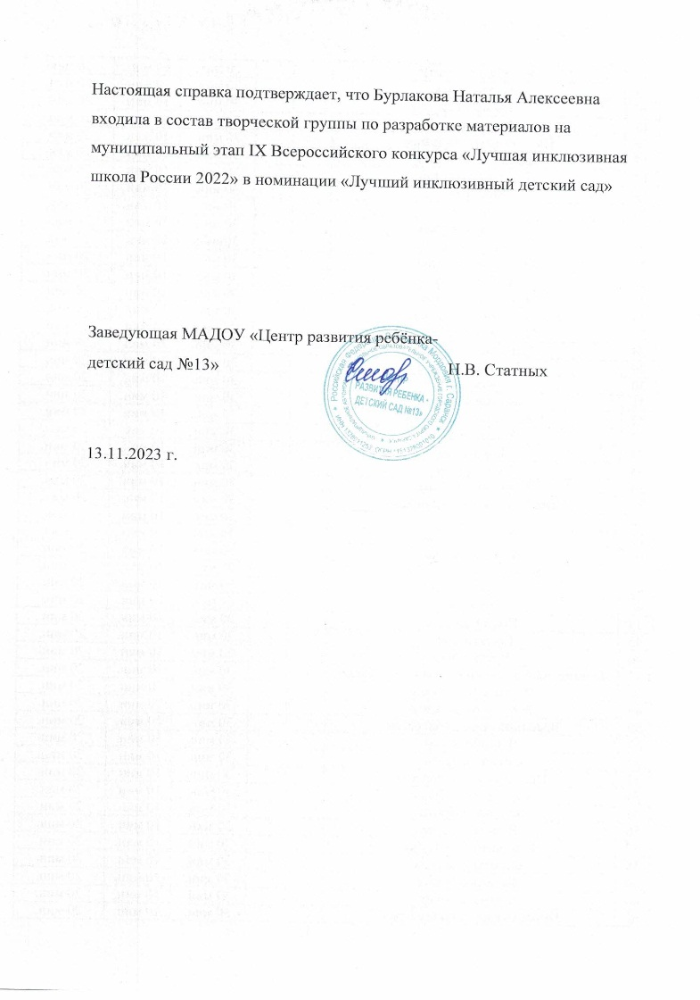 Настоящая справка подтверждает, что Бурлакова Наталья Алексеевна
входила в состав творческой группы по разработке материалов на
муниципальный этап IX Всероссийского конкурса «Лучшая инклюзивная
школа России 2022» в номинации «Лучший инклюзивный детский сад»
Заведующая МАДОУ «Центр развития ребёнка-
детский сад №13»
Н.В. Статных
РАЗВИТИЯ РЕБЕНКА -
ДЕТСКИЙ САД №13»
13.11.2023 г.